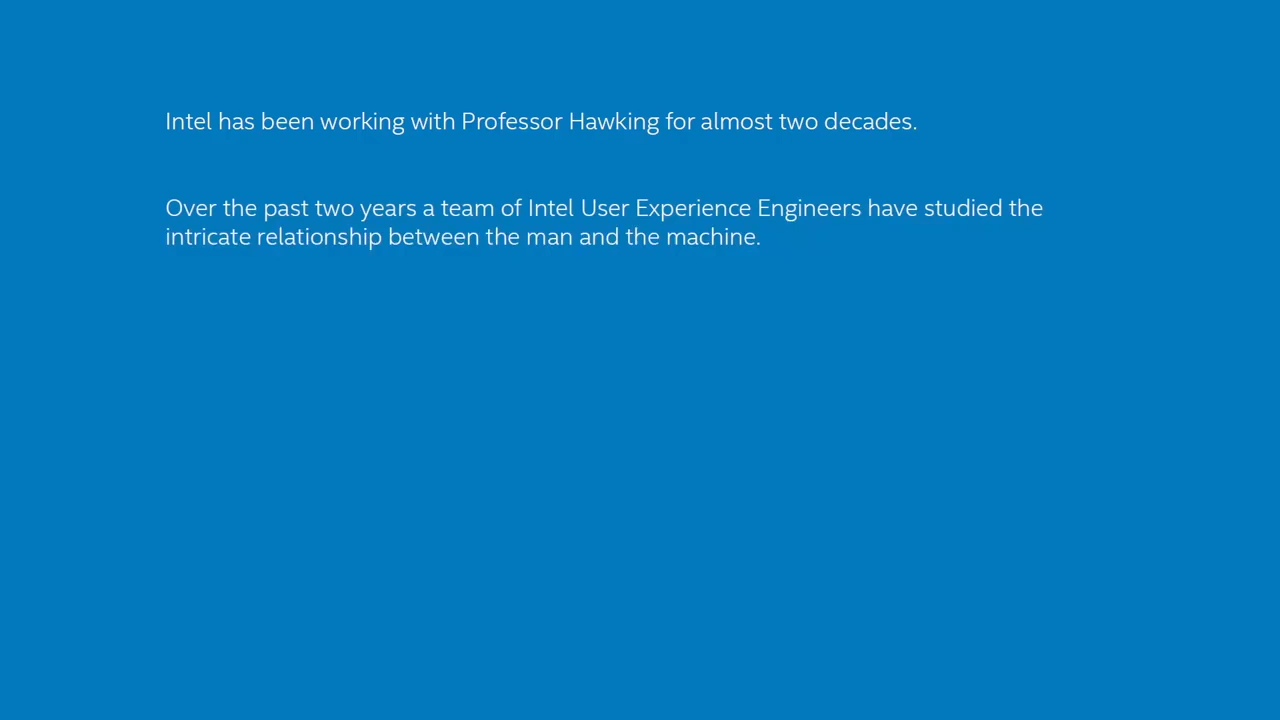 Intel has been working with Professor Hawking for almost two decades.
Over the past two years a team of Intel User Experience Engineers have studied the
intricate relationship between the man and the machine.